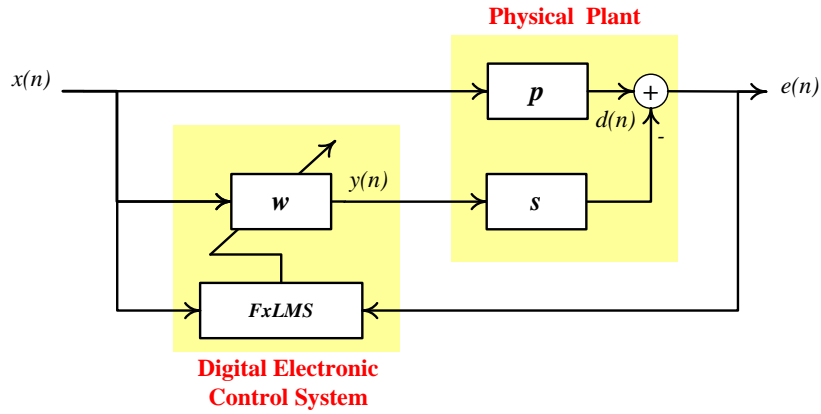 Physical Plant
x(n)
p
+
e(n)
d(n)
-
y(n)
w
s
FxLMS
Digital Electronic
Control System